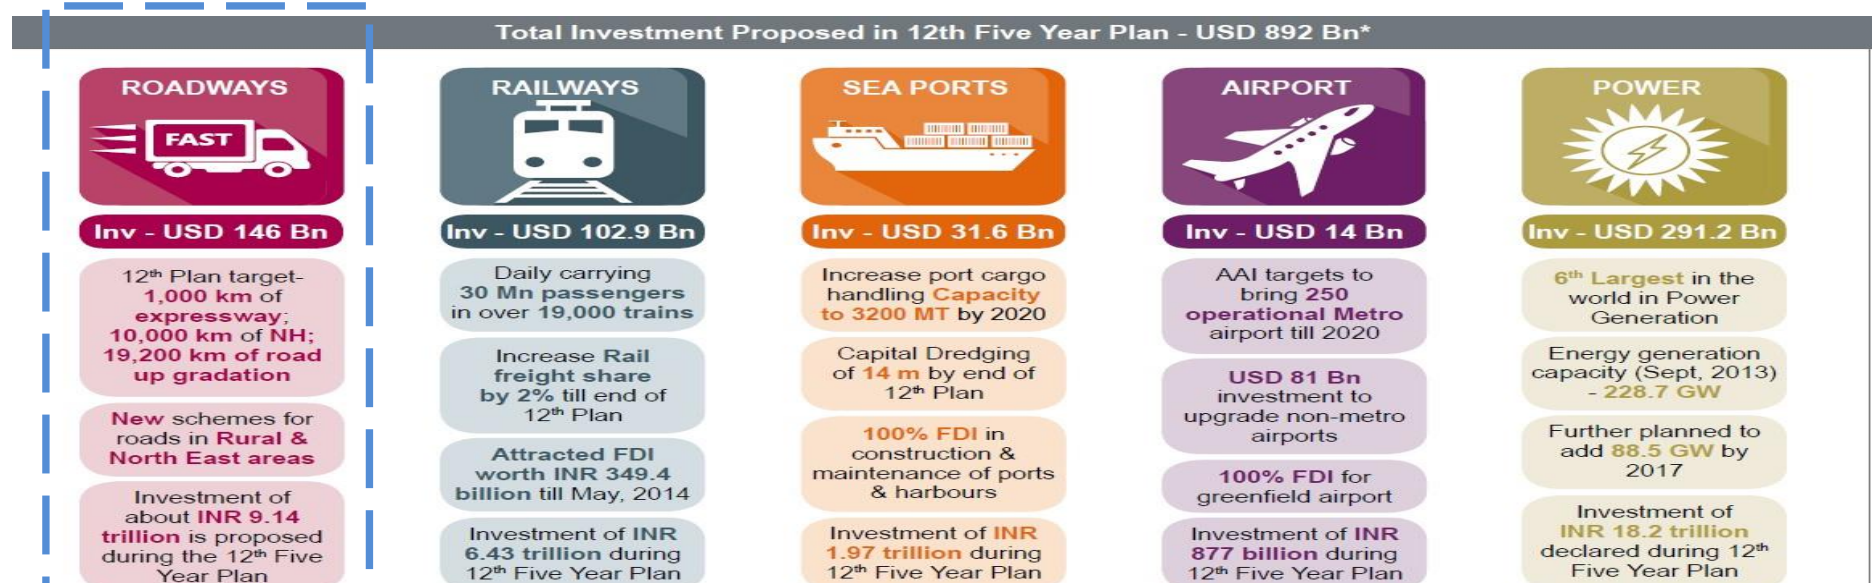 Total Investment Proposed in 12th Five Year Plan - USD 892 Bn*
ROADWAYS
FAST
Inv - USD 146 Bn
12th Plan target-
1,000 km of
expressway;
10,000 km of NH;
19,200 km of road
up gradation
New schemes for
roads in Rural &
North East areas
Investment of
about INR 9.14
trillion is proposed
during the 12th Five
Year Plan
RAILWAYS
Inv - USD 102.9 Bn
Daily carrying
30 Mn passengers
in over 19,000 trains
Increase Rail
freight share
by 2% till end of
12th Plan
Attracted FDI
worth INR 349.4
billion till May, 2014
Investment of INR
6.43 trillion during
12th Five Year Plan
SEA PORTS
Inv - USD 31.6 Bn
Increase port cargo
handling Capacity
to 3200 MT by 2020
Capital Dredging
of 14 m by end of
12th Plan
100% FDI in
construction &
maintenance of ports
& harbours
Investment of INR
1.97 trillion during
12th Five Year Plan
AIRPORT
Inv - USD 14 Bn
AAI targets to
bring 250
operational Metro
airport till 2020
USD 81 Bn
investment to
upgrade non-metro
airports
100% FDI for
greenfield airport
Investment of INR
877 billion during
12th Five Year Plan
POWER
Inv - USD 291.2 Bn
6th Largest in the
world in Power
Generation
Energy generation
capacity (Sept, 2013)
- 228.7 GW
Further planned to
add 88.5 GW by
2017
Investment of
INR 18.2 trillion
declared during 12th
Five Year Plan